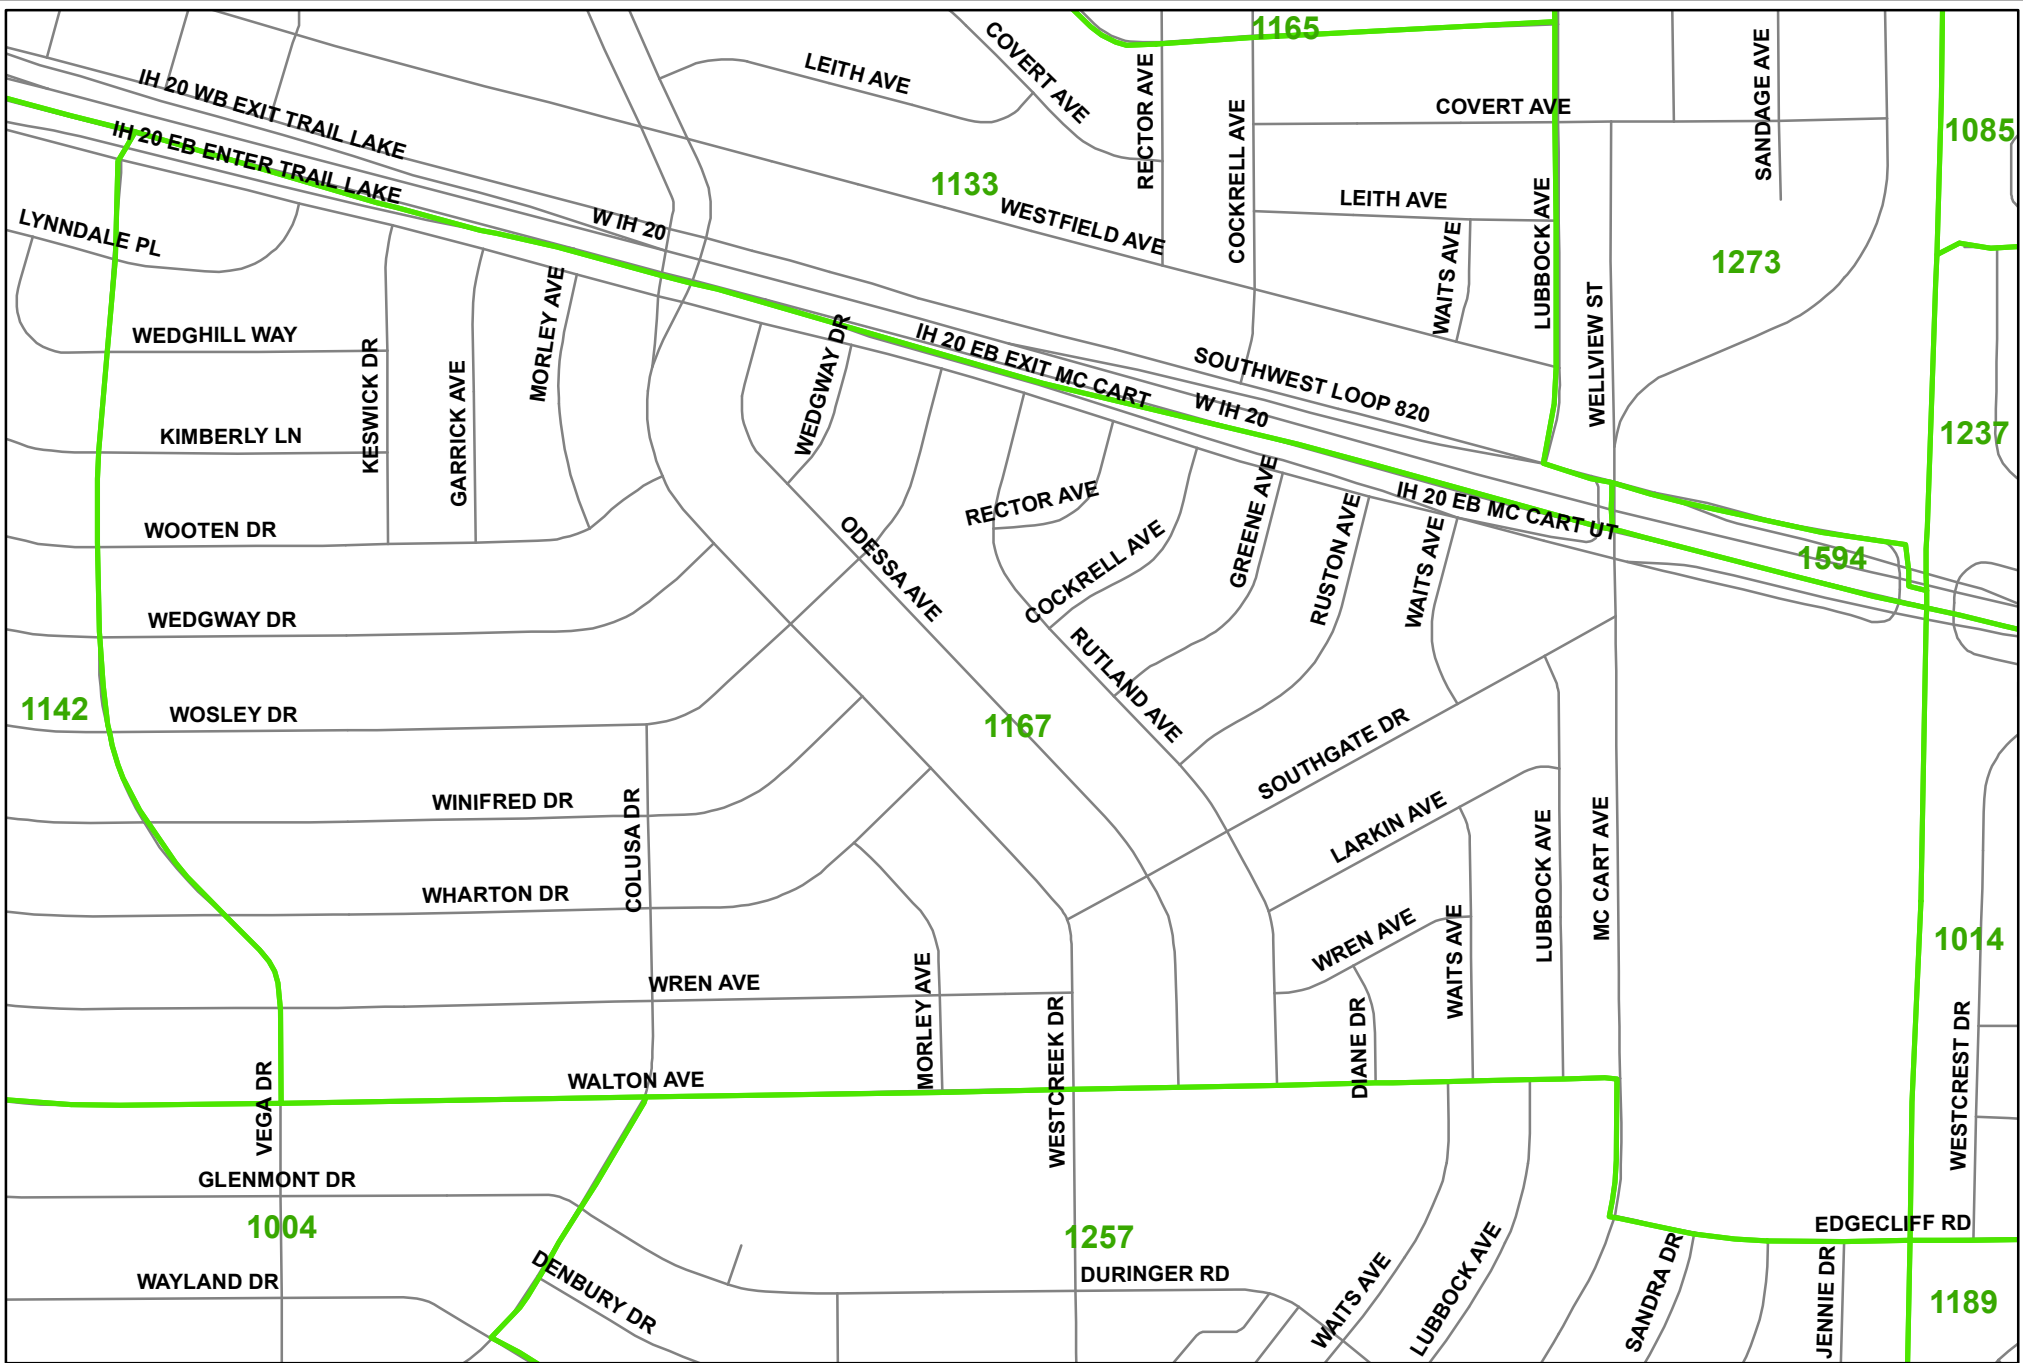 1165
COVERT AVE
LEITH AVE
RECTOR AVE
SANDAGE AVE
IH 20 WB EXIT TRAIL LAKE
COCKRELL AVE
COVERT AVE
1085
IH 20 EB ENTER TRAIL LAKE
1133
LEITH AVE
LUBBOCK AVE
LYNNDALE PL
W IH 20
WESTFIELD AVE
WAITS AVE
1273
MORLEY AVE
WEDGHILL WAY
WEDGWAY DR
IH 20 EB EXIT MC CART
SOUTHWEST LOOP 820
WELLVIEW ST
KESWICK DR
GARRICK AVE
W IH 20
KIMBERLY LN
1237
RECTOR AVE
GREENE AVE
IH 20 EB MC CART UT
WOOTEN DR
ODESSA AVE
COCKRELL AVE
RUSTON AVE
WAITS AVE
1594
WEDGWAY DR
RUTLAND AVE
1142
WOSLEY DR
1167
SOUTHGATE DR
WINIFRED DR
COLUSA DR
LARKIN AVE
LUBBOCK AVE
MC CART AVE
WHARTON DR
WREN AVE
WAITS AVE
1014
WREN AVE
MORLEY AVE
WESTCREEK DR
DIANE DR
WESTCREST DR
VEGA DR
WALTON AVE
GLENMONT DR
1004
1257
EDGECLIFF RD
WAYLAND DR
DENBURY DR
DURINGER RD
WAITS AVE
LUBBOCK AVE
SANDRA DR
JENNIE DR
1189